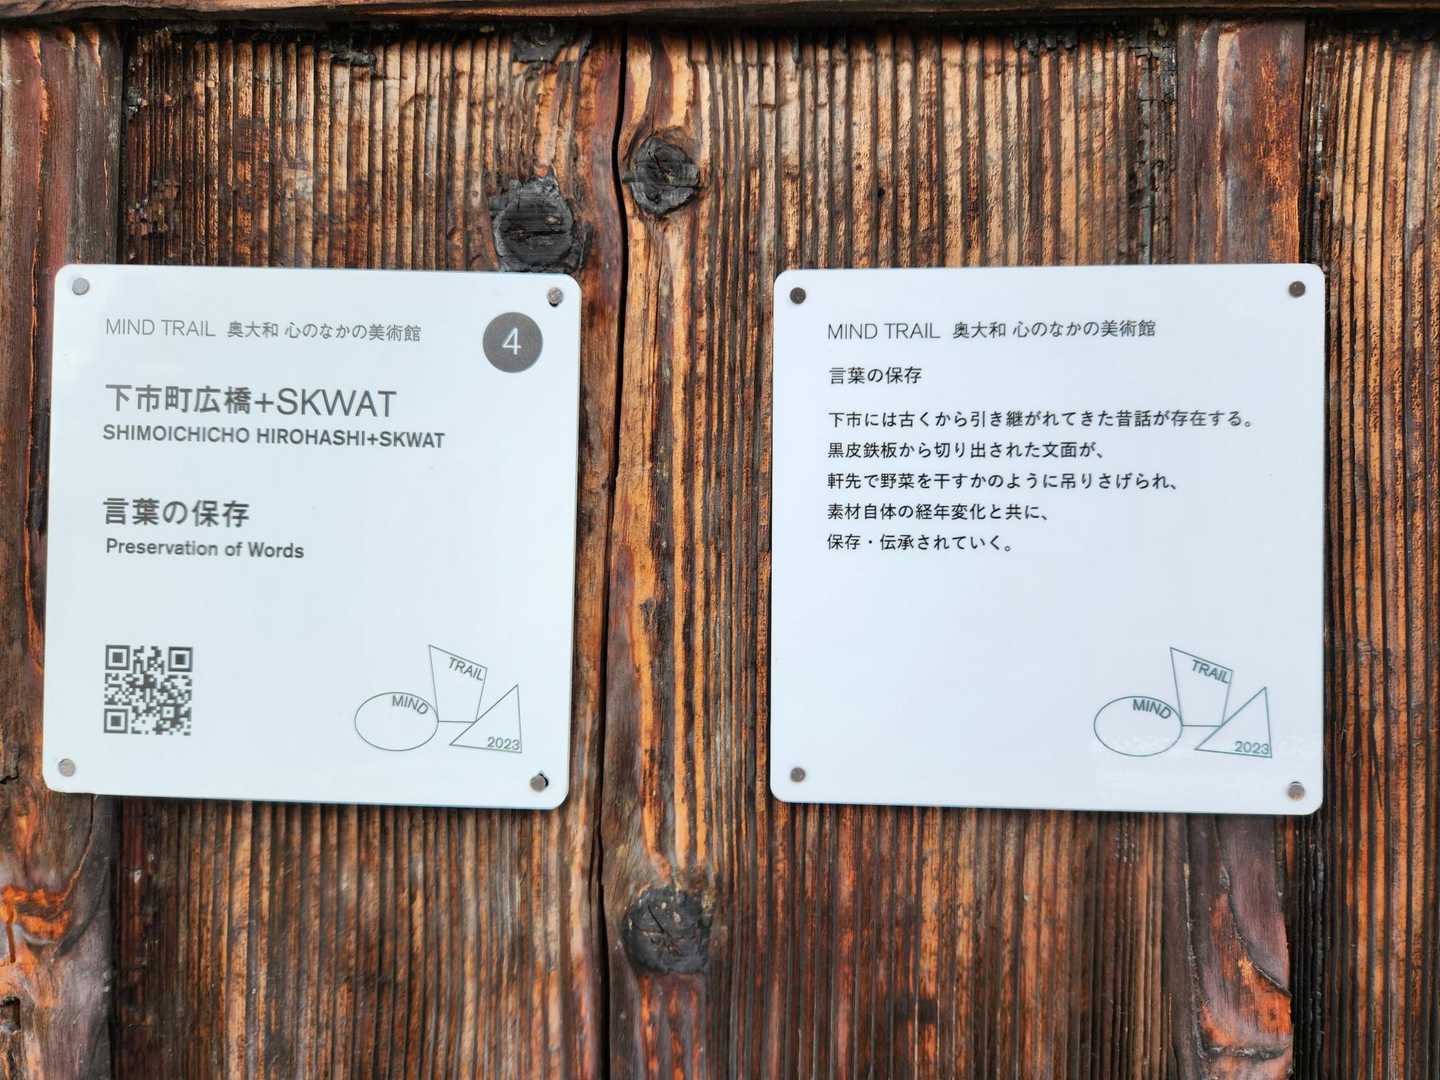 MIND TRAIL 奥大和 心のなかの美術館
4
下市町広橋+SKWAT
SHIMOICHICHO HIROHASHI+SKWAT
言葉の保存
Preservation of Words
TRAIL
MIND
2023
MIND TRAIL 奥大和 心のなかの美術館
言葉の保存
下市には古くから引き継がれてきた昔話が存在する。
黒皮鉄板から切り出された文面が、
軒先で野菜を干すかのように吊りさげられ、
素材自体の経年変化と共に、
保存・伝承されていく。
TRAIL
MIND
2023